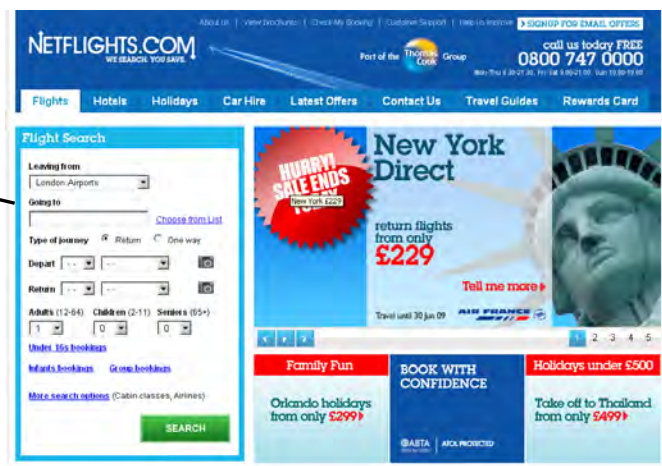 About us | View Brochures | Check My Booking | Customer Support | Help us Improve
SIGNUP FOR EMAIL OFFERS
NETFLIGHTS.COM
WE SEARCH. YOU SAVE.
Part of the Thomas Cook Group
call us today FREE
0800 747 0000
Flights Hotels Holidays Car Hire Latest Offers Contact Us Travel Guides Rewards Card
Flight Search
Leaving from
London Airports
Going to
Choose from List
Type of journey Return One way
Depart -- --
Return -- --
Adults (12-64) Children (2-11) Seniors (65+)
1 0 0
Under 16s bookings
Infants bookings Group bookings
More search options (Cabin classes, Airlines)
SEARCH
HURRY!
SALE ENDS
New York £229
New York
Direct
return flights
from only
£229
Tell me more
Travel until 30 Jun 09
AIR FRANCE
1 2 3 4 5
Family Fun
Orlando holidays
from only £299
BOOK WITH
CONFIDENCE
ABTA ATOL PROTECTED
Holidays under £500
Take off to Thailand
from only £499